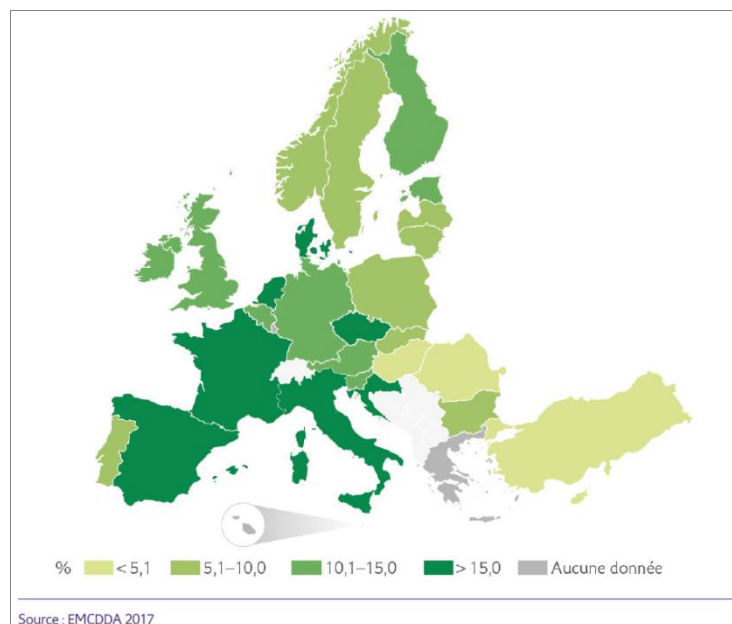 % < 5,1 5,1–10,0 10,1–15,0 > 15,0 Aucune donnée
Source : EMCDDA 2017